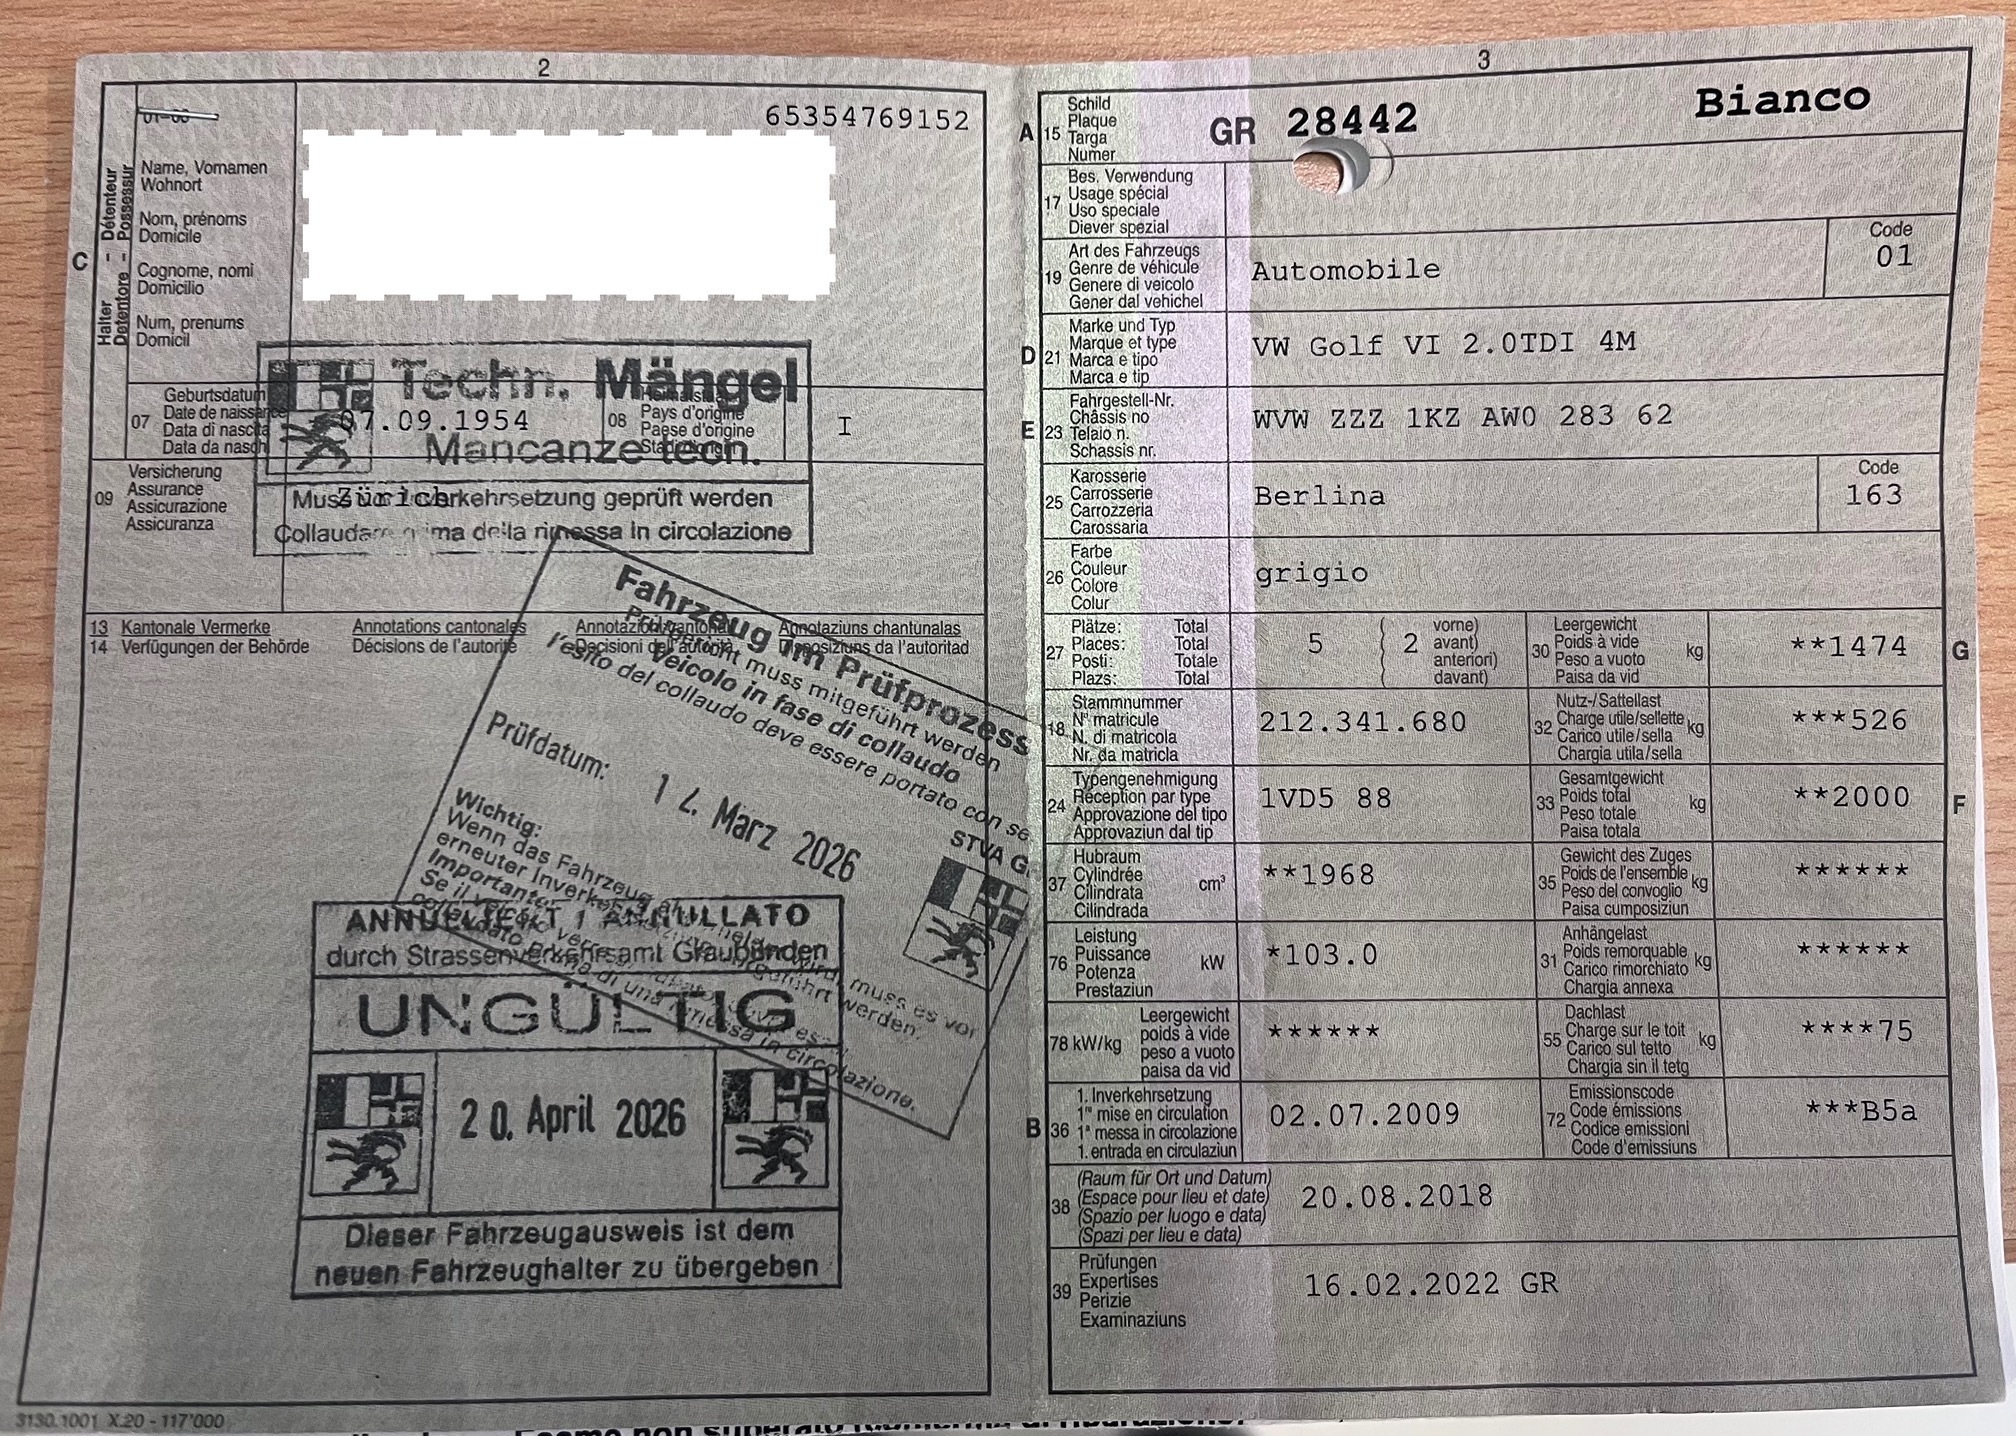 2
65354769152
C
Halter - Détenteur
Detentore - Possessur
Name, Vornamen
Wohnort
Nom, prénoms
Domicile
Cognome, nomi
Domicilio
Num, prenums
Domicil
Techn. Mängel
Mancanze tech.
07
Geburtsdatum
Date de naissance
Data di nascita
Data da nasch
07.09.1954
08
Pays d'origine
Paese d'origine
I
09
Versicherung
Assurance
Assicurazione
Assicuranza
Zürich
geprüft werden
Collaudare prima della rimessa in circolazione
13 Kantonale Vermerke
14 Verfügungen der Behörde
Annotations cantonales
Décisions de l'autorité
Annotaziuns chantunalas
Disposiziuns da l'autoritad
Fahrzeug im Prüfprozess
muss mitgeführt werden
Veicolo in fase di collaudo
l'esito del collaudo deve essere portato con se
Prüfdatum:
März 2026
STVA G
Wichtig:
Wenn das Fahrzeug
erneuter
Importante:
Se il
muss es vor
werden.
circolazione.
ANNULLATO
durch Strassenverkehrsamt Graubünden
UNGÜLTIG
20. April 2026
Dieser Fahrzeugausweis ist dem
neuen Fahrzeughalter zu übergeben
3130.1001 X.20 - 117'000
3
A
15
Schild
Plaque
Targa
Numer
GR 28442
Bianco
17
Bes. Verwendung
Usage spécial
Uso speciale
Diever spezial
19
Art des Fahrzeugs
Genre de véhicule
Genere di veicolo
Gener dal vehichel
Automobile
Code
01
D
21
Marke und Typ
Marque et type
Marca e tipo
Marca e tip
VW Golf VI 2.0TDI 4M
E
23
Fahrgestell-Nr.
Châssis no
Telaio n.
Schassis nr.
WVW ZZZ 1KZ AW0 283 62
25
Karosserie
Carrosserie
Carrozzeria
Carossaria
Berlina
Code
163
26
Farbe
Couleur
Colore
Colur
grigio
27
Plätze: Total
Places: Total
Posti: Totale
Plazs: Total
5
2
vorne)
avant)
anteriori)
davant)
30
Leergewicht
Poids à vide
Peso a vuoto
Paisa da vid
kg
**1474
G
18
Stammnummer
N° matricule
N. di matricola
Nr. da matricla
212.341.680
32
Nutz-/Sattellast
Charge utile/sellette
Carico utile/sella
Chargia utila/sella
kg
***526
24
Typengenehmigung
Réception par type
Approvazione del tipo
Approvaziun dal tip
1VD5 88
33
Gesamtgewicht
Poids total
Peso totale
Paisa totala
kg
**2000
F
37
Hubraum
Cylindrée
Cilindrata
Cilindrada
cm³
**1968
35
Gewicht des Zuges
Poids de l'ensemble
Peso del convoglio
Paisa cumposiziun
kg
******
76
Leistung
Puissance
Potenza
Prestaziun
kW
*103.0
31
Anhängelast
Poids remorquable
Carico rimorchiato
Chargia annexa
kg
******
78 kW/kg
Leergewicht
poids à vide
peso a vuoto
paisa da vid
******
55
Dachlast
Charge sur le toit
Carico sul tetto
Chargia sin il tetg
kg
****75
B
36
1. Inverkehrsetzung
1re mise en circulation
1a messa in circolazione
1. entrada en circulaziun
02.07.2009
72
Emissionscode
Code émissions
Codice emissioni
Code d'emissiuns
***B5a
38
(Raum für Ort und Datum)
(Espace pour lieu et date)
(Spazio per luogo e data)
(Spazi per lieu e data)
20.08.2018
39
Prüfungen
Expertises
Perizie
Examinaziuns
16.02.2022 GR